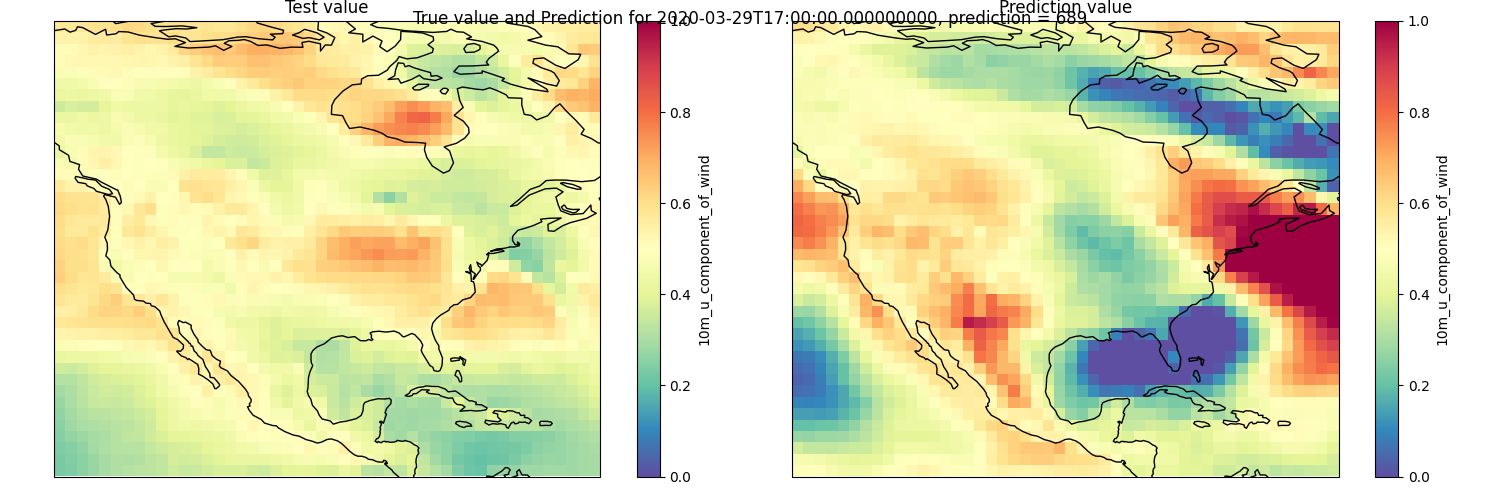 Test value
Prediction value
True value and Prediction for 2020-03-29T17:00:00.000000000, prediction = 689
1.0
0.8
0.6
0.4
0.2
0.0
10m_u_component_of_wind
1.0
0.8
0.6
0.4
0.2
0.0
10m_u_component_of_wind